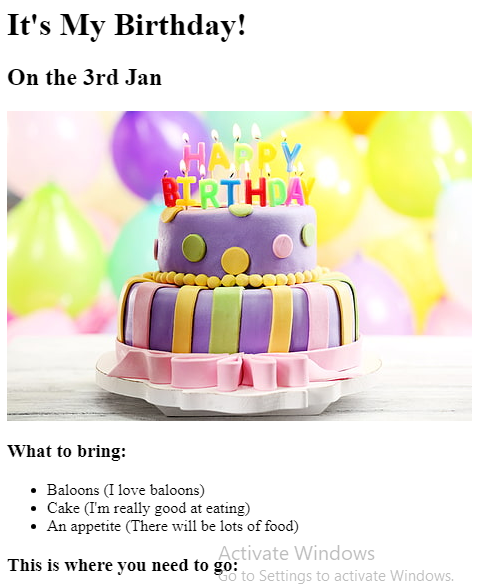 It's My Birthday!
On the 3rd Jan
HAPPY
BIRTHDAY
What to bring:
Baloons (I love baloons)
Cake (I'm really good at eating)
An appetite (There will be lots of food)
This is where you need to go:
Activate Windows
Go to Settings to activate Windows.